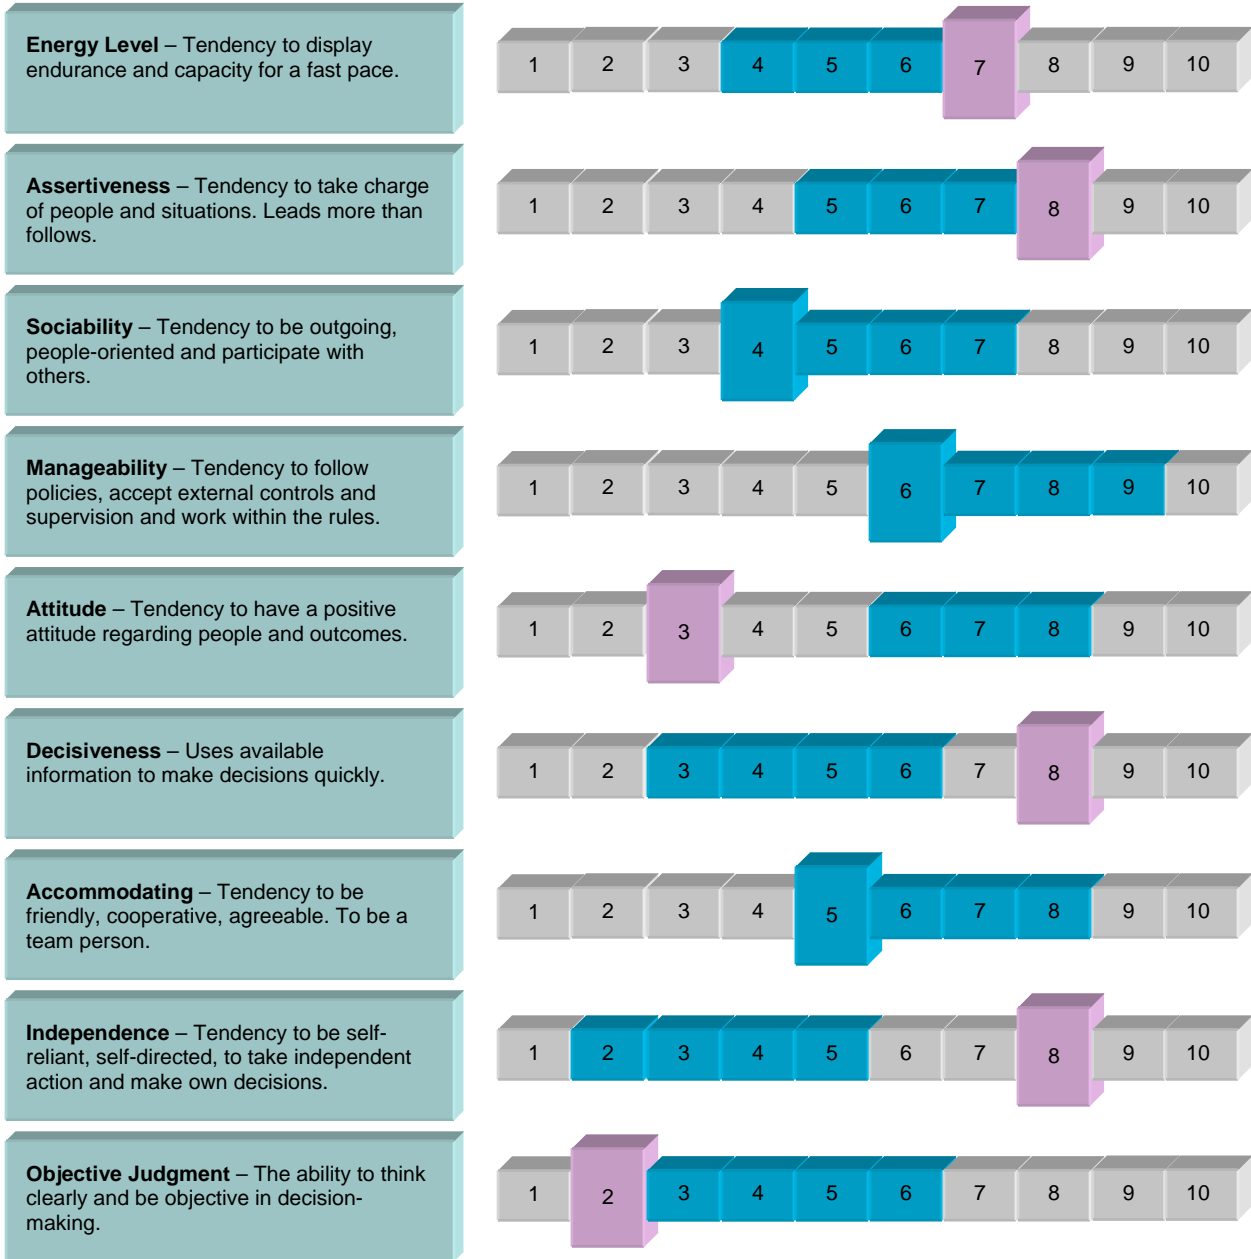 Energy Level – Tendency to display
endurance and capacity for a fast pace.
1 2 3 4 5 6 7 8 9 10
Assertiveness – Tendency to take charge
of people and situations. Leads more than
follows.
1 2 3 4 5 6 7 8 9 10
Sociability – Tendency to be outgoing,
people-oriented and participate with
others.
1 2 3 4 5 6 7 8 9 10
Manageability – Tendency to follow
policies, accept external controls and
supervision and work within the rules.
1 2 3 4 5 6 7 8 9 10
Attitude – Tendency to have a positive
attitude regarding people and outcomes.
1 2 3 4 5 6 7 8 9 10
Decisiveness – Uses available
information to make decisions quickly.
1 2 3 4 5 6 7 8 9 10
Accommodating – Tendency to be
friendly, cooperative, agreeable. To be a
team person.
1 2 3 4 5 6 7 8 9 10
Independence – Tendency to be self-
reliant, self-directed, to take independent
action and make own decisions.
1 2 3 4 5 6 7 8 9 10
Objective Judgment – The ability to think
clearly and be objective in decision-
making.
1 2 3 4 5 6 7 8 9 10